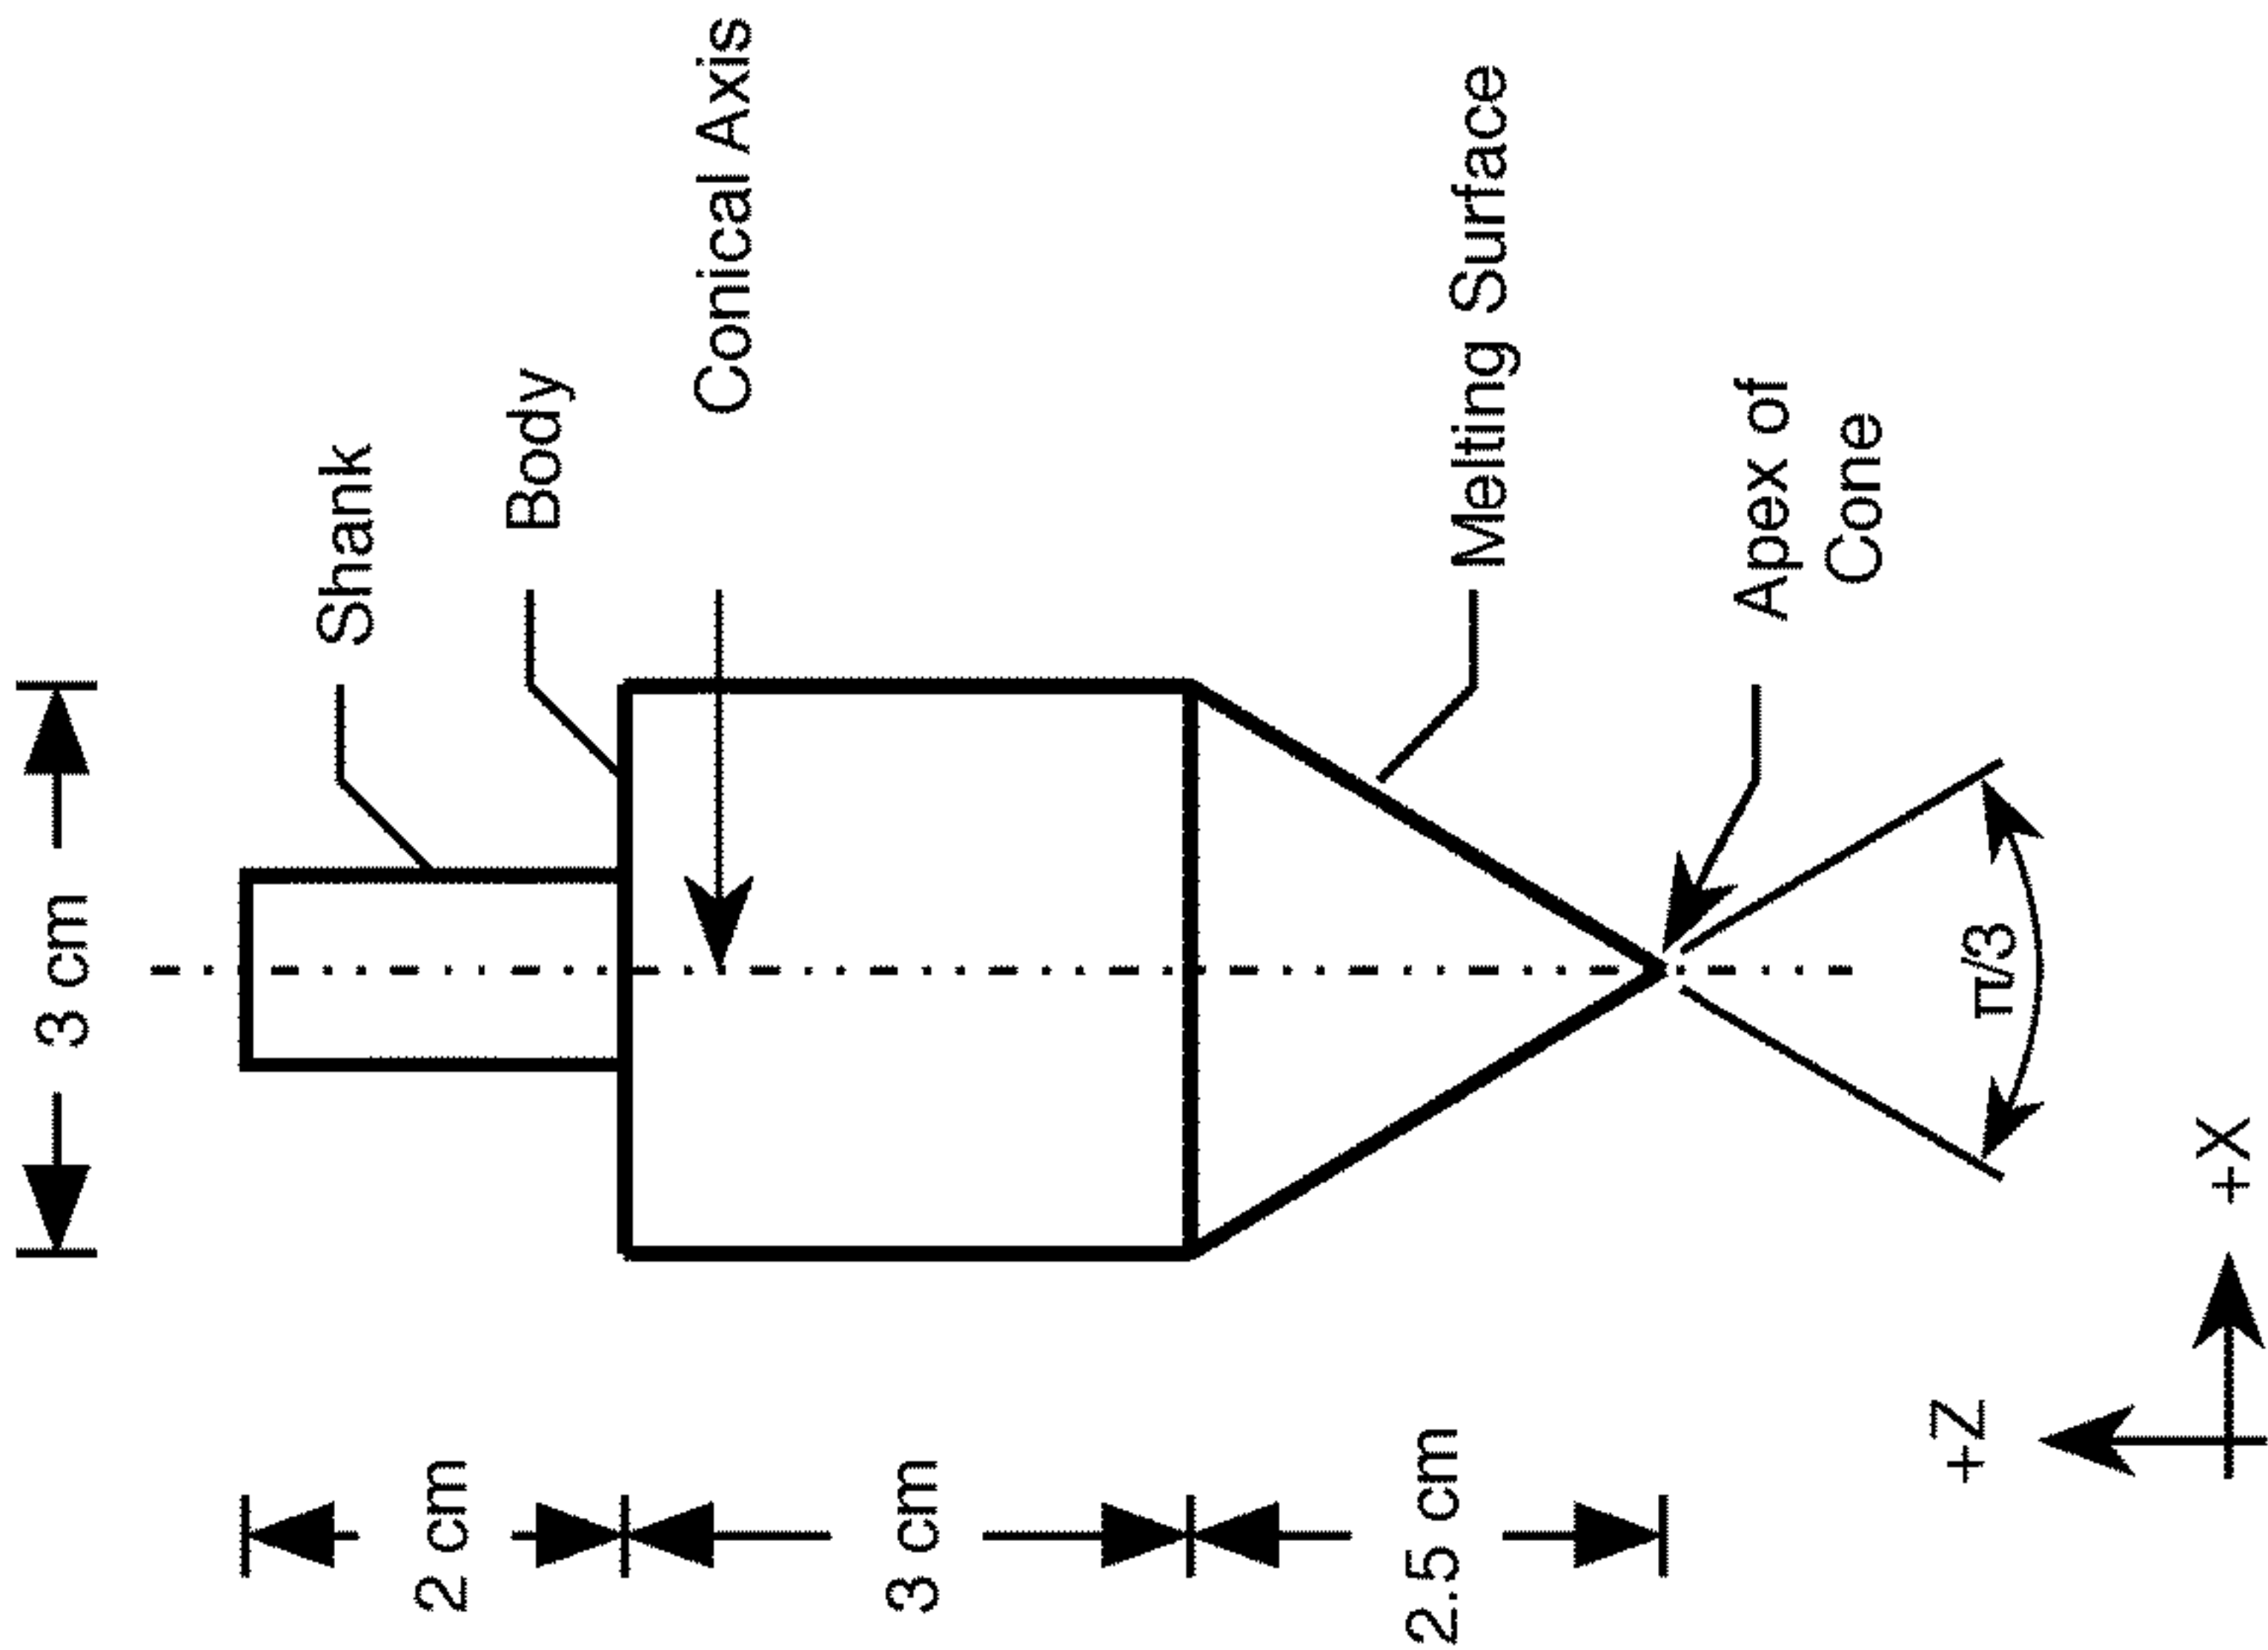 3 cm
Shank
Body
Conical Axis
Melting Surface
Apex of
Cone
π/3
2 cm
3 cm
2.5 cm
+Z
+X